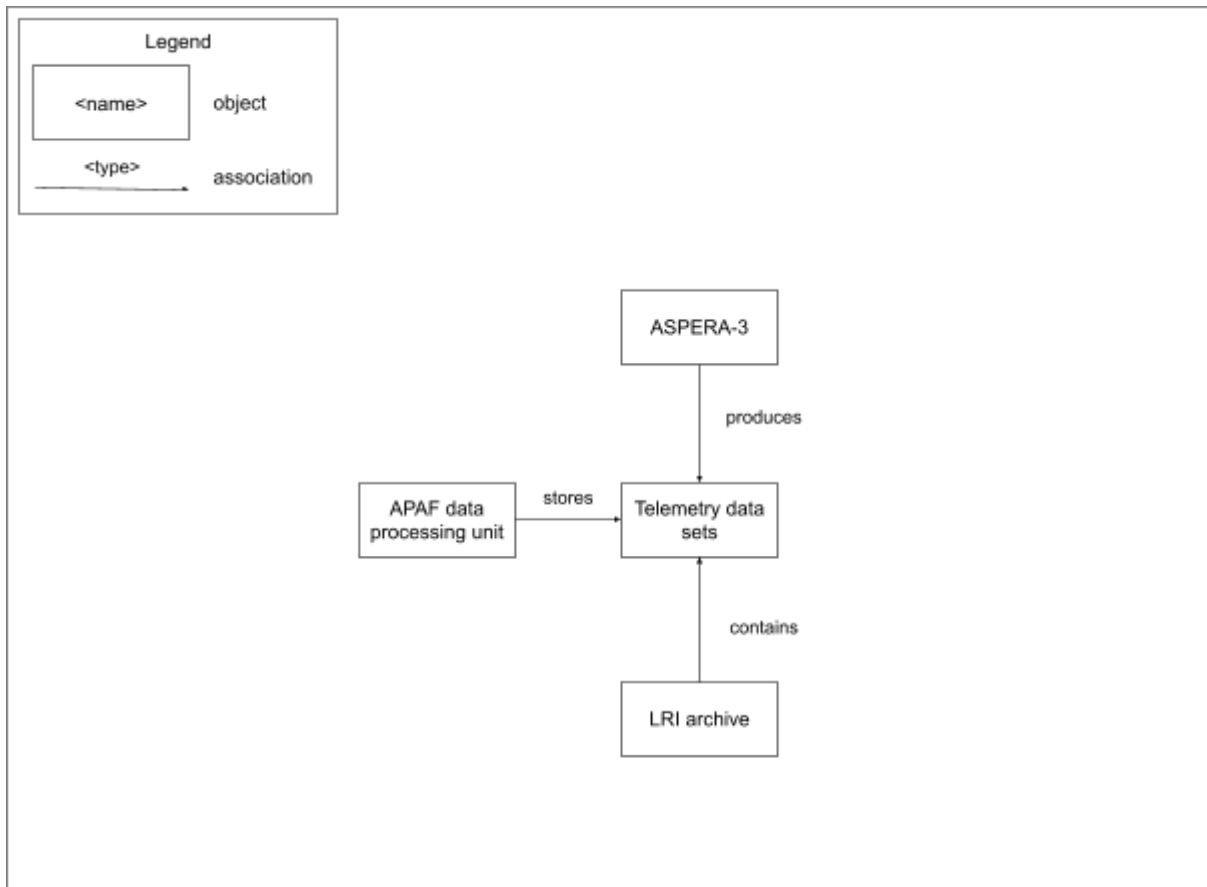 Legend
<name>
object
<type>
association
ASPERA-3
produces
APAF data
processing unit
stores
Telemetry data
sets
contains
LRI archive